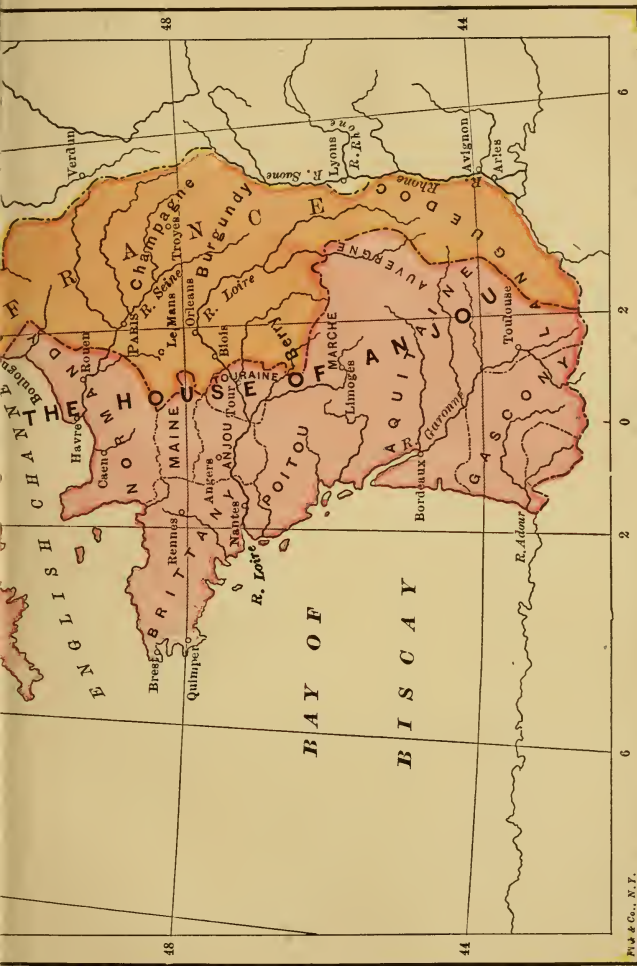 48
44
6
2
0
2
6
48
44
Verdun
FRANCE
Champagne
Troyes
Burgundy
R. Seine
PARIS
Le Mans
Orleans
R. Loire
Blois
Berry
R. Saone
Lyons
R. Rhone
Avignon
Arles
R. Rhone
LANGUEDOC
AUVERGNE
MARCHE
Limoges
AQUITAINE
Toulouse
GASCONY
R. Garonne
Bordeaux
R. Adour
THE HOUSE OF ANJOU
Boulogne
NORMANDY
Rouen
Havre
Caen
MAINE
TOURAINE
Tours
ANJOU
Angers
POITOU
BRITTANY
Rennes
Nantes
R. Loire
Brest
Quimper
ENGLISH CHANNEL
BAY OF
BISCAY
Co., N.Y.